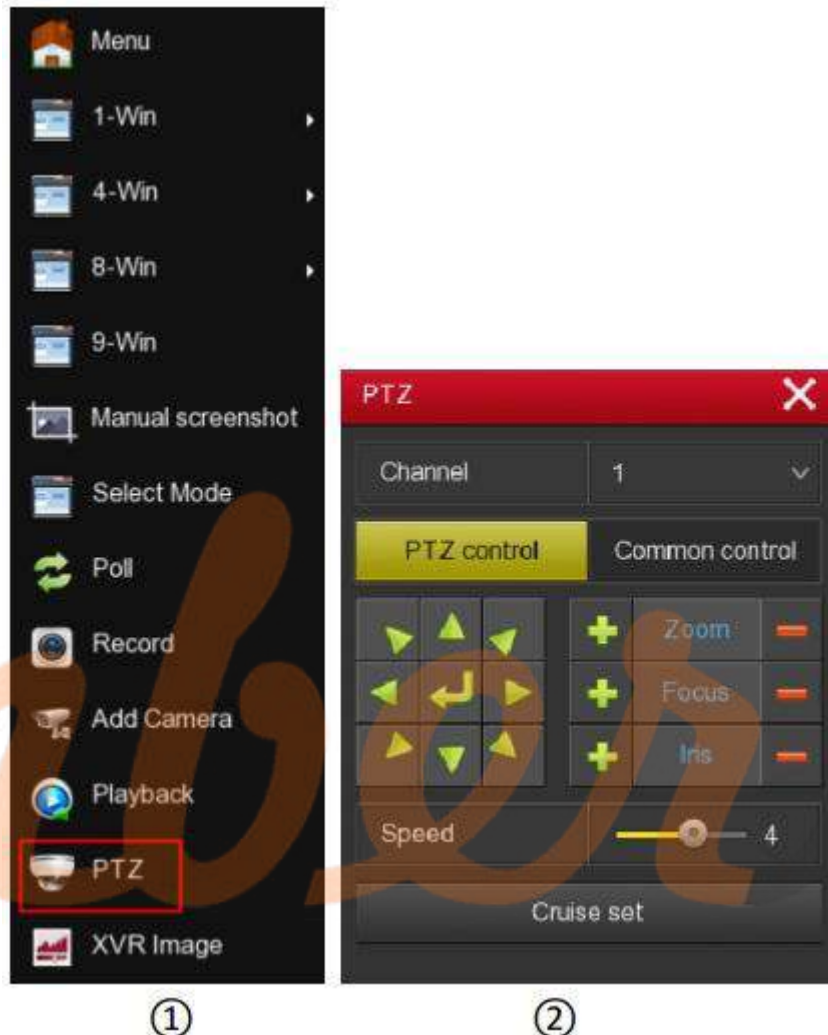 Menu
1-Win
4-Win
8-Win
9-Win
Manual screenshot
Select Mode
Poll
Record
Add Camera
Playback
PTZ
XVR Image
①
PTZ
Channel 1
PTZ control Common control
Zoom
Focus
Iris
Speed 4
Cruise set
②